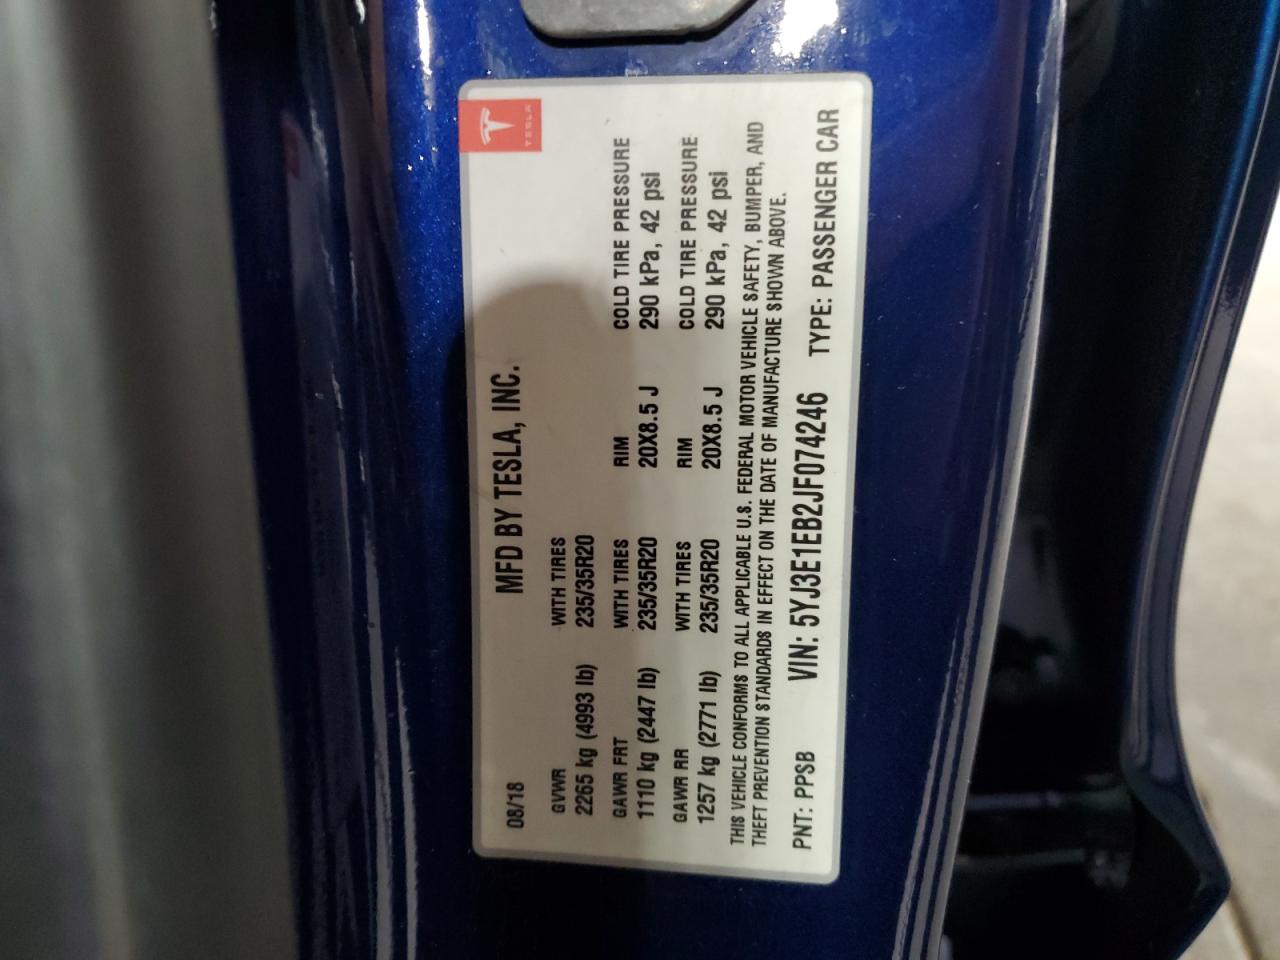 TESLA
MFD BY TESLA, INC.
08/18
GVWR WITH TIRES
2265 kg (4993 lb) 235/35R20
GAWR FRT WITH TIRES RIM COLD TIRE PRESSURE
1110 kg (2447 lb) 235/35R20 20X8.5 J 290 kPa, 42 psi
GAWR RR WITH TIRES RIM COLD TIRE PRESSURE
1257 kg (2771 lb) 235/35R20 20X8.5 J 290 kPa, 42 psi
THIS VEHICLE CONFORMS TO ALL APPLICABLE U.S. FEDERAL MOTOR VEHICLE SAFETY, BUMPER, AND
THEFT PREVENTION STANDARDS IN EFFECT ON THE DATE OF MANUFACTURE SHOWN ABOVE.
PNT: PPSB VIN: 5YJ3E1EB2JF074246 TYPE: PASSENGER CAR